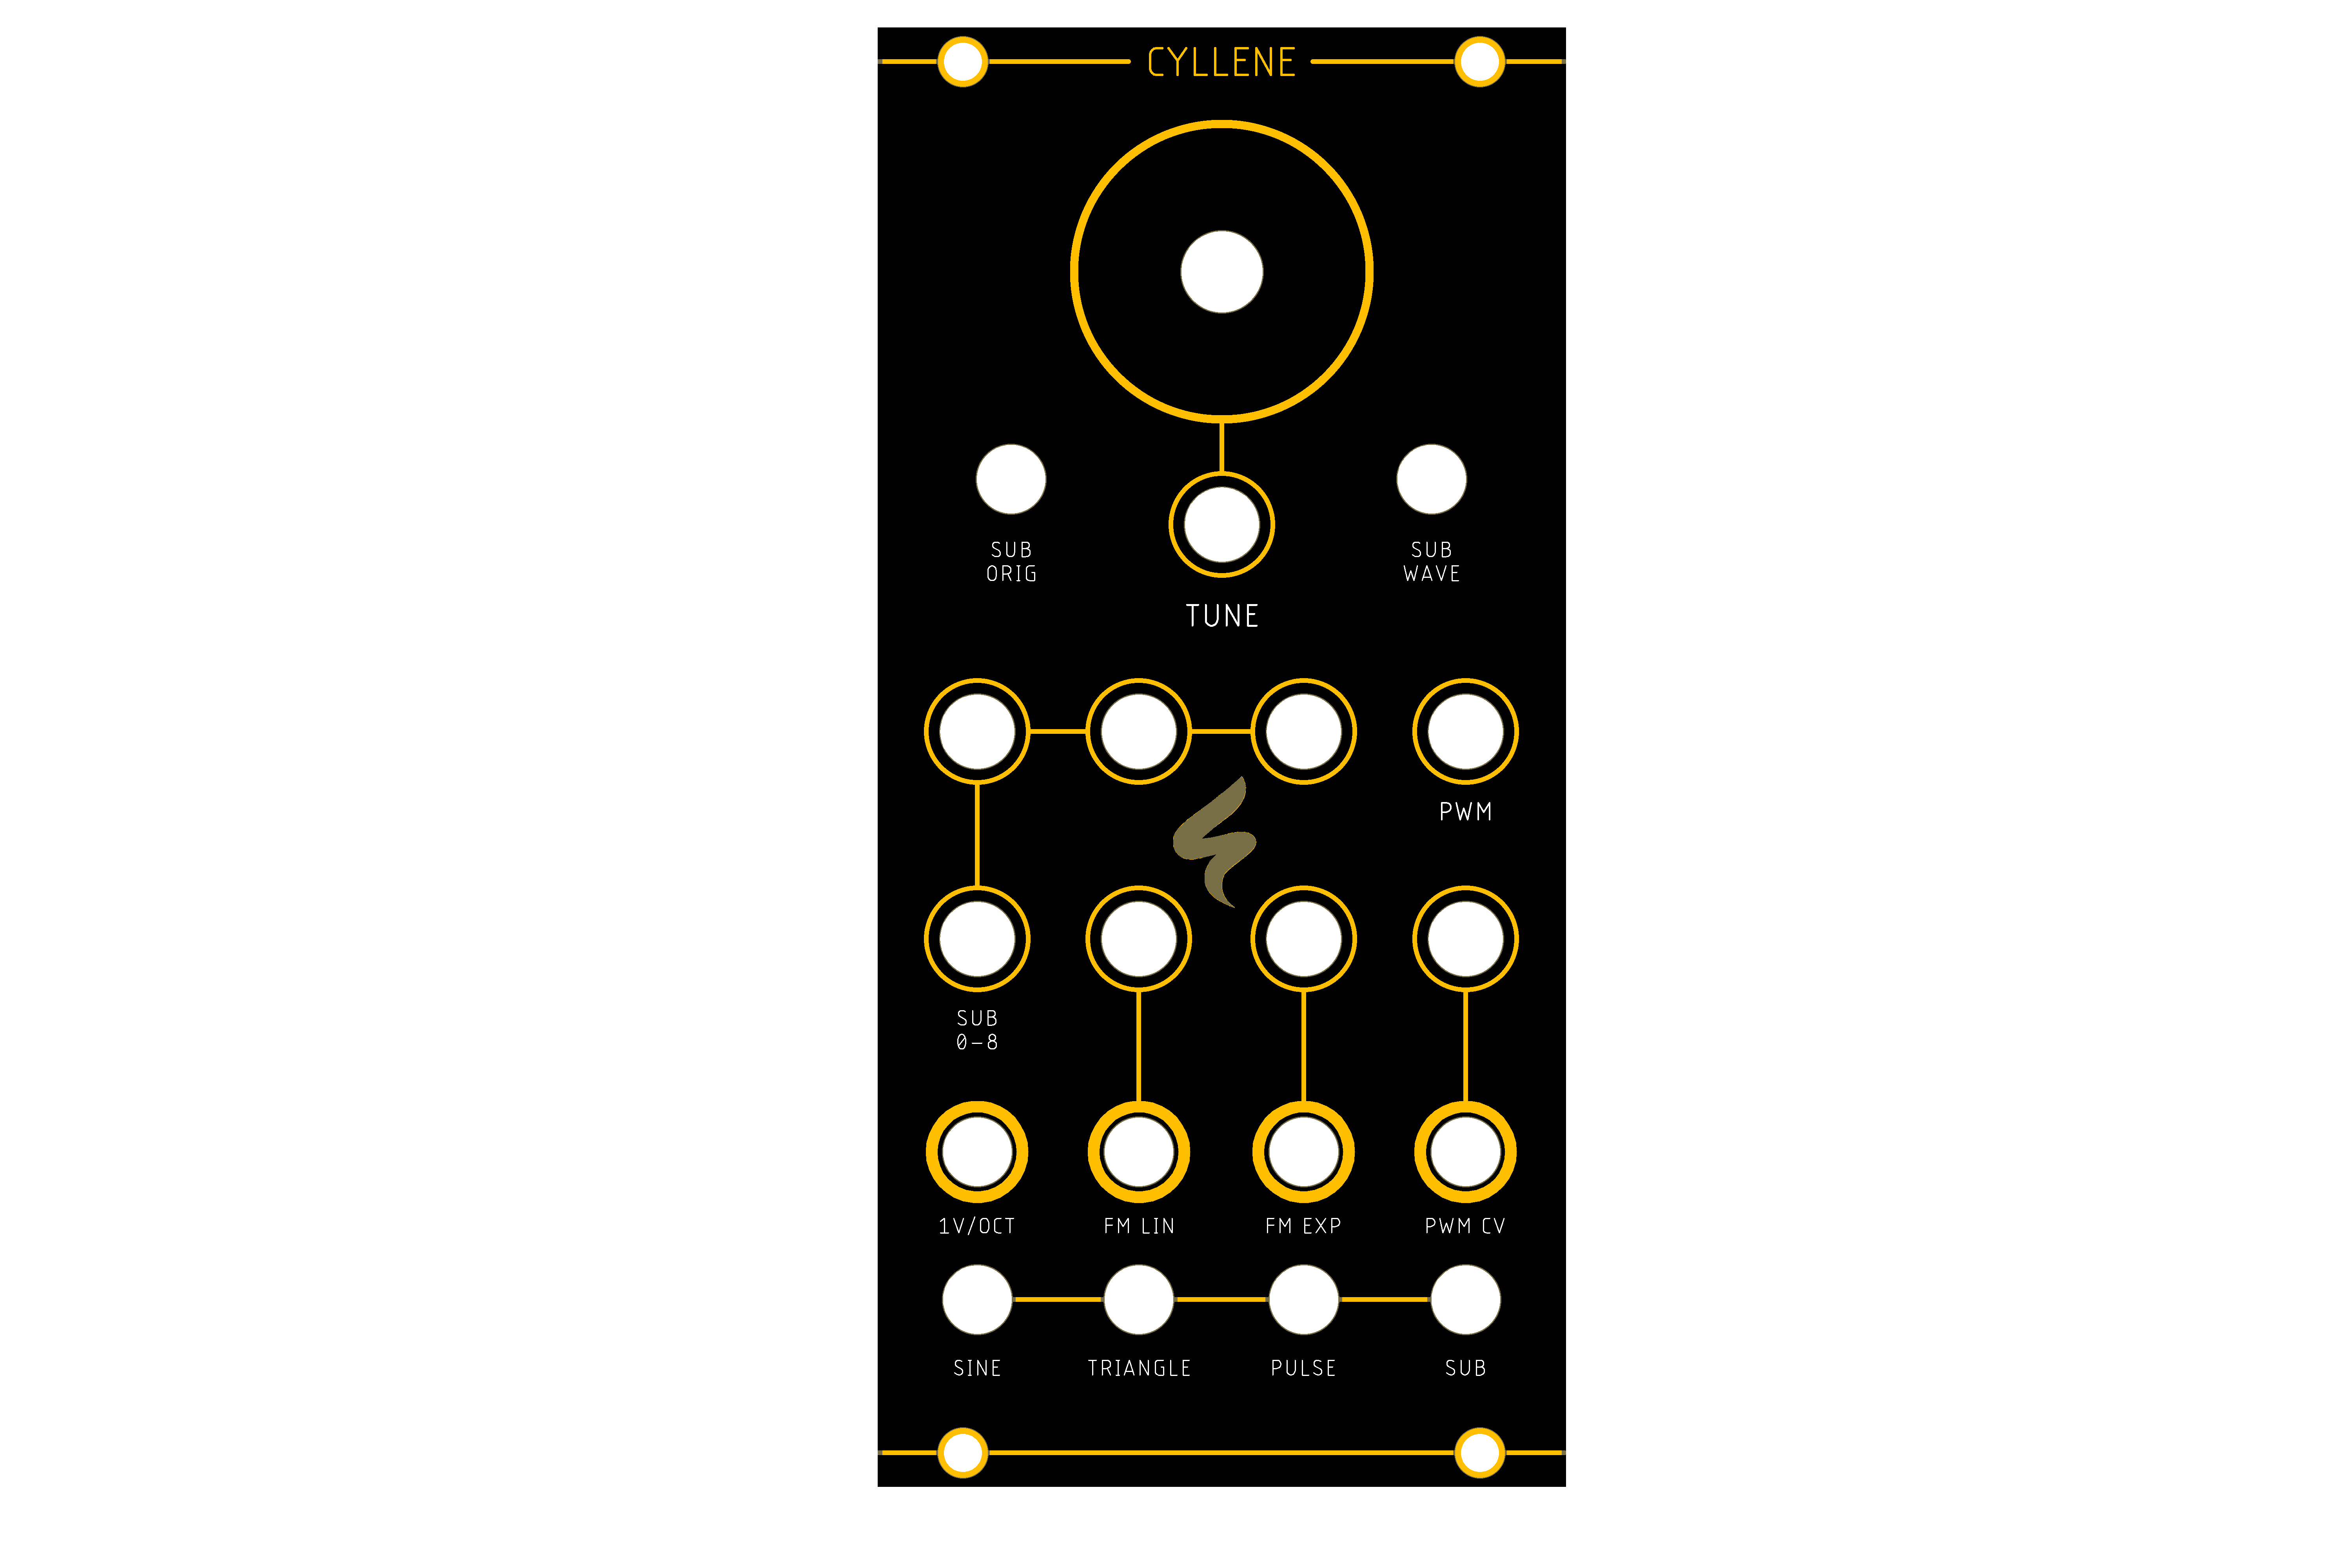 CYLLENE
SUB
ORIG
SUB
WAVE
TUNE
PWM
SUB
0-8
1V/OCT
FM LIN
FM EXP
PWM CV
SINE
TRIANGLE
PULSE
SUB